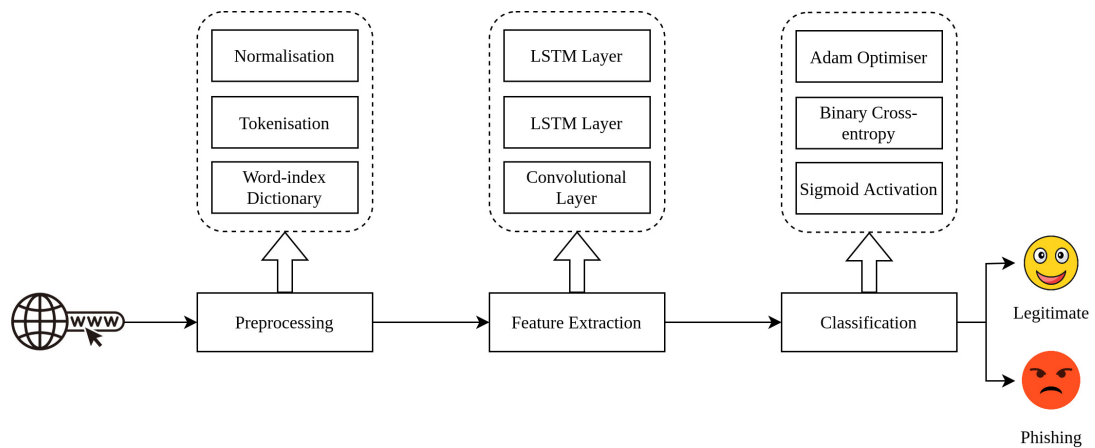 Normalisation
Tokenisation
Word-index
Dictionary
LSTM Layer
LSTM Layer
Convolutional
Layer
Adam Optimiser
Binary Cross-
entropy
Sigmoid Activation
WWW
Preprocessing
Feature Extraction
Classification
Legitimate
Phishing